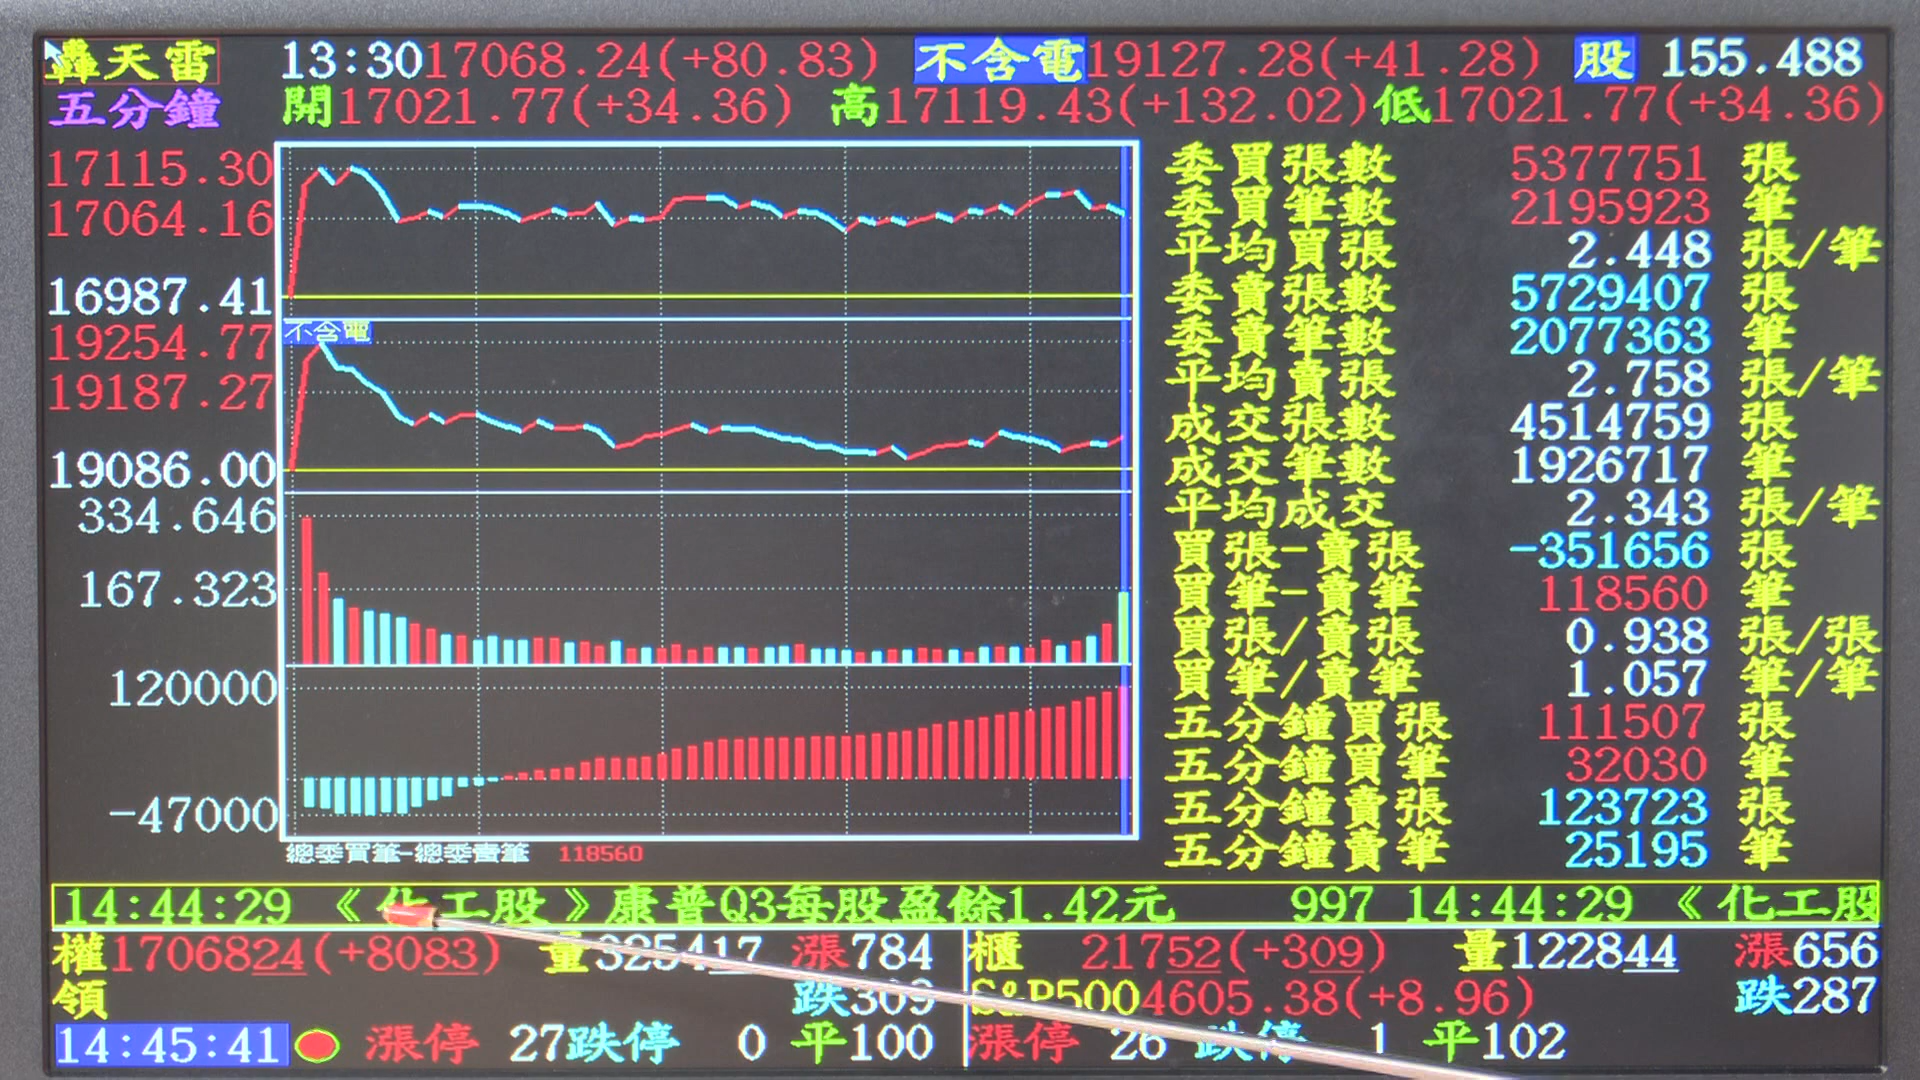 轟天雷 13:30 17068.24(+80.83) 不含電 19127.28(+41.28) 股 155.488
五分鐘 開17021.77(+34.36) 高17119.43(+132.02) 低17021.77(+34.36)
17115.30
17064.16
16987.41
19254.77
19187.27
19086.00
334.646
167.323
120000
-47000
不含電
總委買筆-總委賣筆 118560
委買張數 5377751 張
委買筆數 2195923 筆
平均買張 2.448 張/筆
委賣張數 5729407 張
委賣筆數 2077363 筆
平均賣張 2.758 張/筆
成交張數 4514759 張
成交筆數 1926717 筆
平均成交 2.343 張/筆
買張-賣張 -351656 張
買筆-賣筆 118560 筆
買張/賣張 0.938 張/張
買筆/賣筆 1.057 筆/筆
五分鐘買張 111507 張
五分鐘買筆 32030 筆
五分鐘賣張 123723 張
五分鐘賣筆 25195 筆
14:44:29 《化工股》康普Q3每股盈餘1.42元 997 14:44:29 《化工股
權1706824(+8083) 量325417 漲784 櫃 21752(+309) 量122844 漲656
領 跌309 S&P500 4605.38(+8.96) 跌287
14:45:41 漲停 27 跌停 0 平100 漲停 26 跌停 1 平102